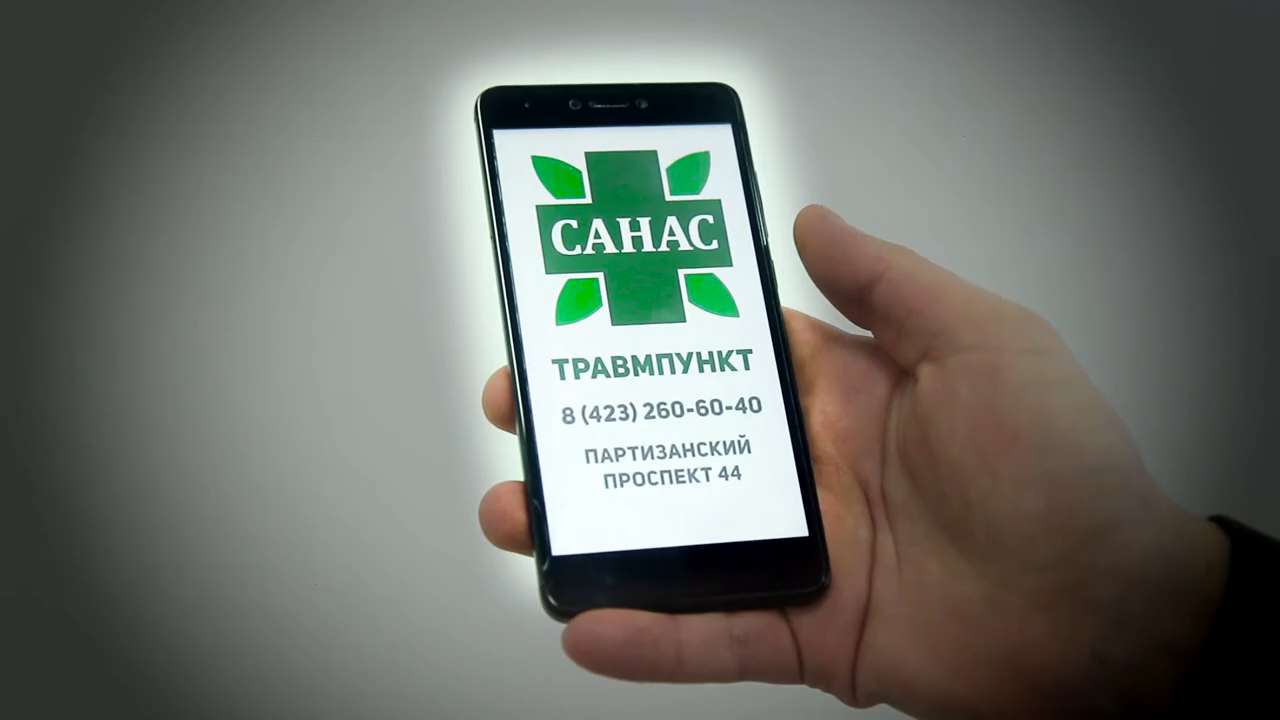 САНАС
ТРАВМПУНКТ
8 (423) 260-60-40
ПАРТИЗАНСКИЙ
ПРОСПЕКТ 44